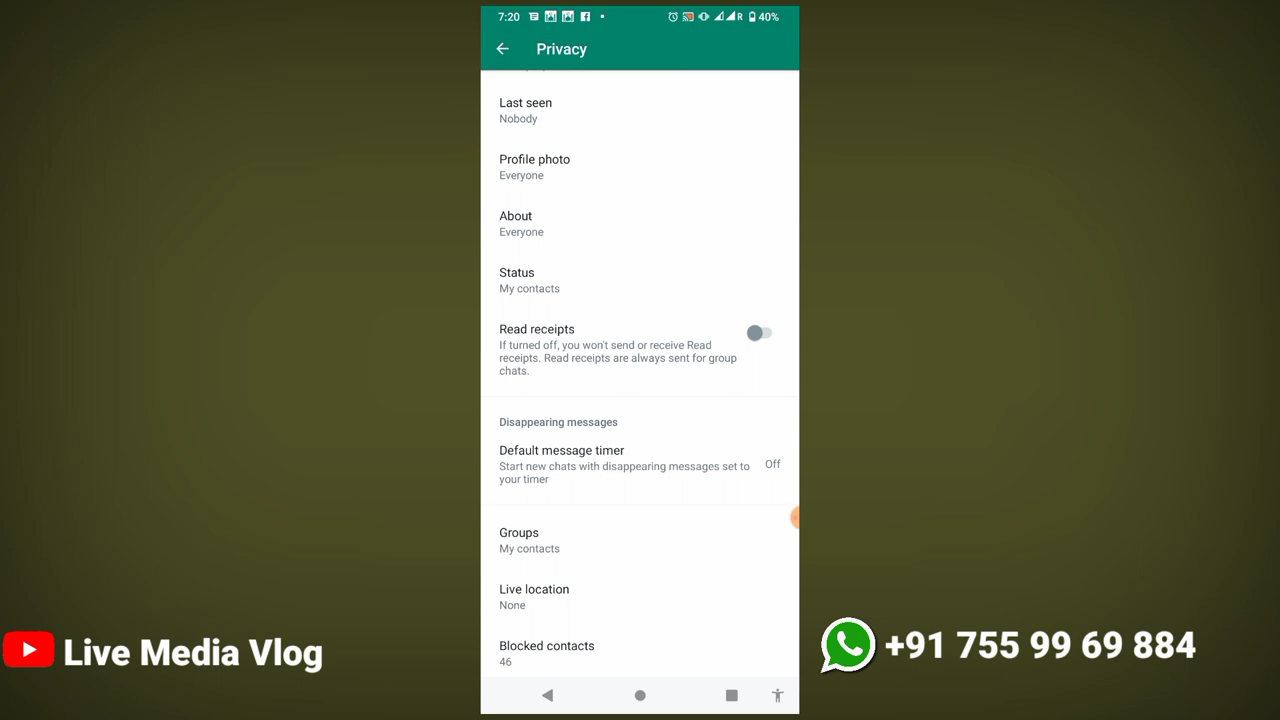 7:20
R 40%
Privacy
Last seen
Nobody
Profile photo
Everyone
About
Everyone
Status
My contacts
Read receipts
If turned off, you won't send or receive Read
receipts. Read receipts are always sent for group
chats.
Disappearing messages
Default message timer
Start new chats with disappearing messages set to
your timer
Off
Groups
My contacts
Live location
None
Blocked contacts
46
Live Media Vlog
+91 755 99 69 884